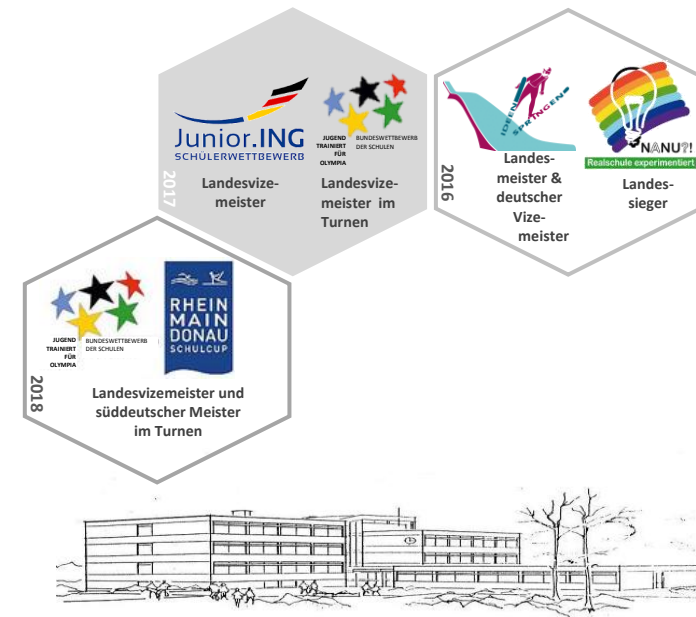 2017
Junior.ING
SCHÜLERWETTBEWERB
Landesvize-
meister
JUGEND
TRAINIERT
FÜR
OLYMPIA
BUNDESWETTBEWERB
DER SCHULEN
Landesvize-
meister im
Turnen
2016
IDEEN
SPRINGEN
Landes-
meister &
deutscher
Vize-
meister
NANU?!
Realschule experimentiert
Landes-
sieger
2018
JUGEND
TRAINIERT
FÜR
OLYMPIA
BUNDESWETTBEWERB
DER SCHULEN
RHEIN
MAIN
DONAU
SCHULCUP
Landesvizemeister und
süddeutscher Meister
im Turnen